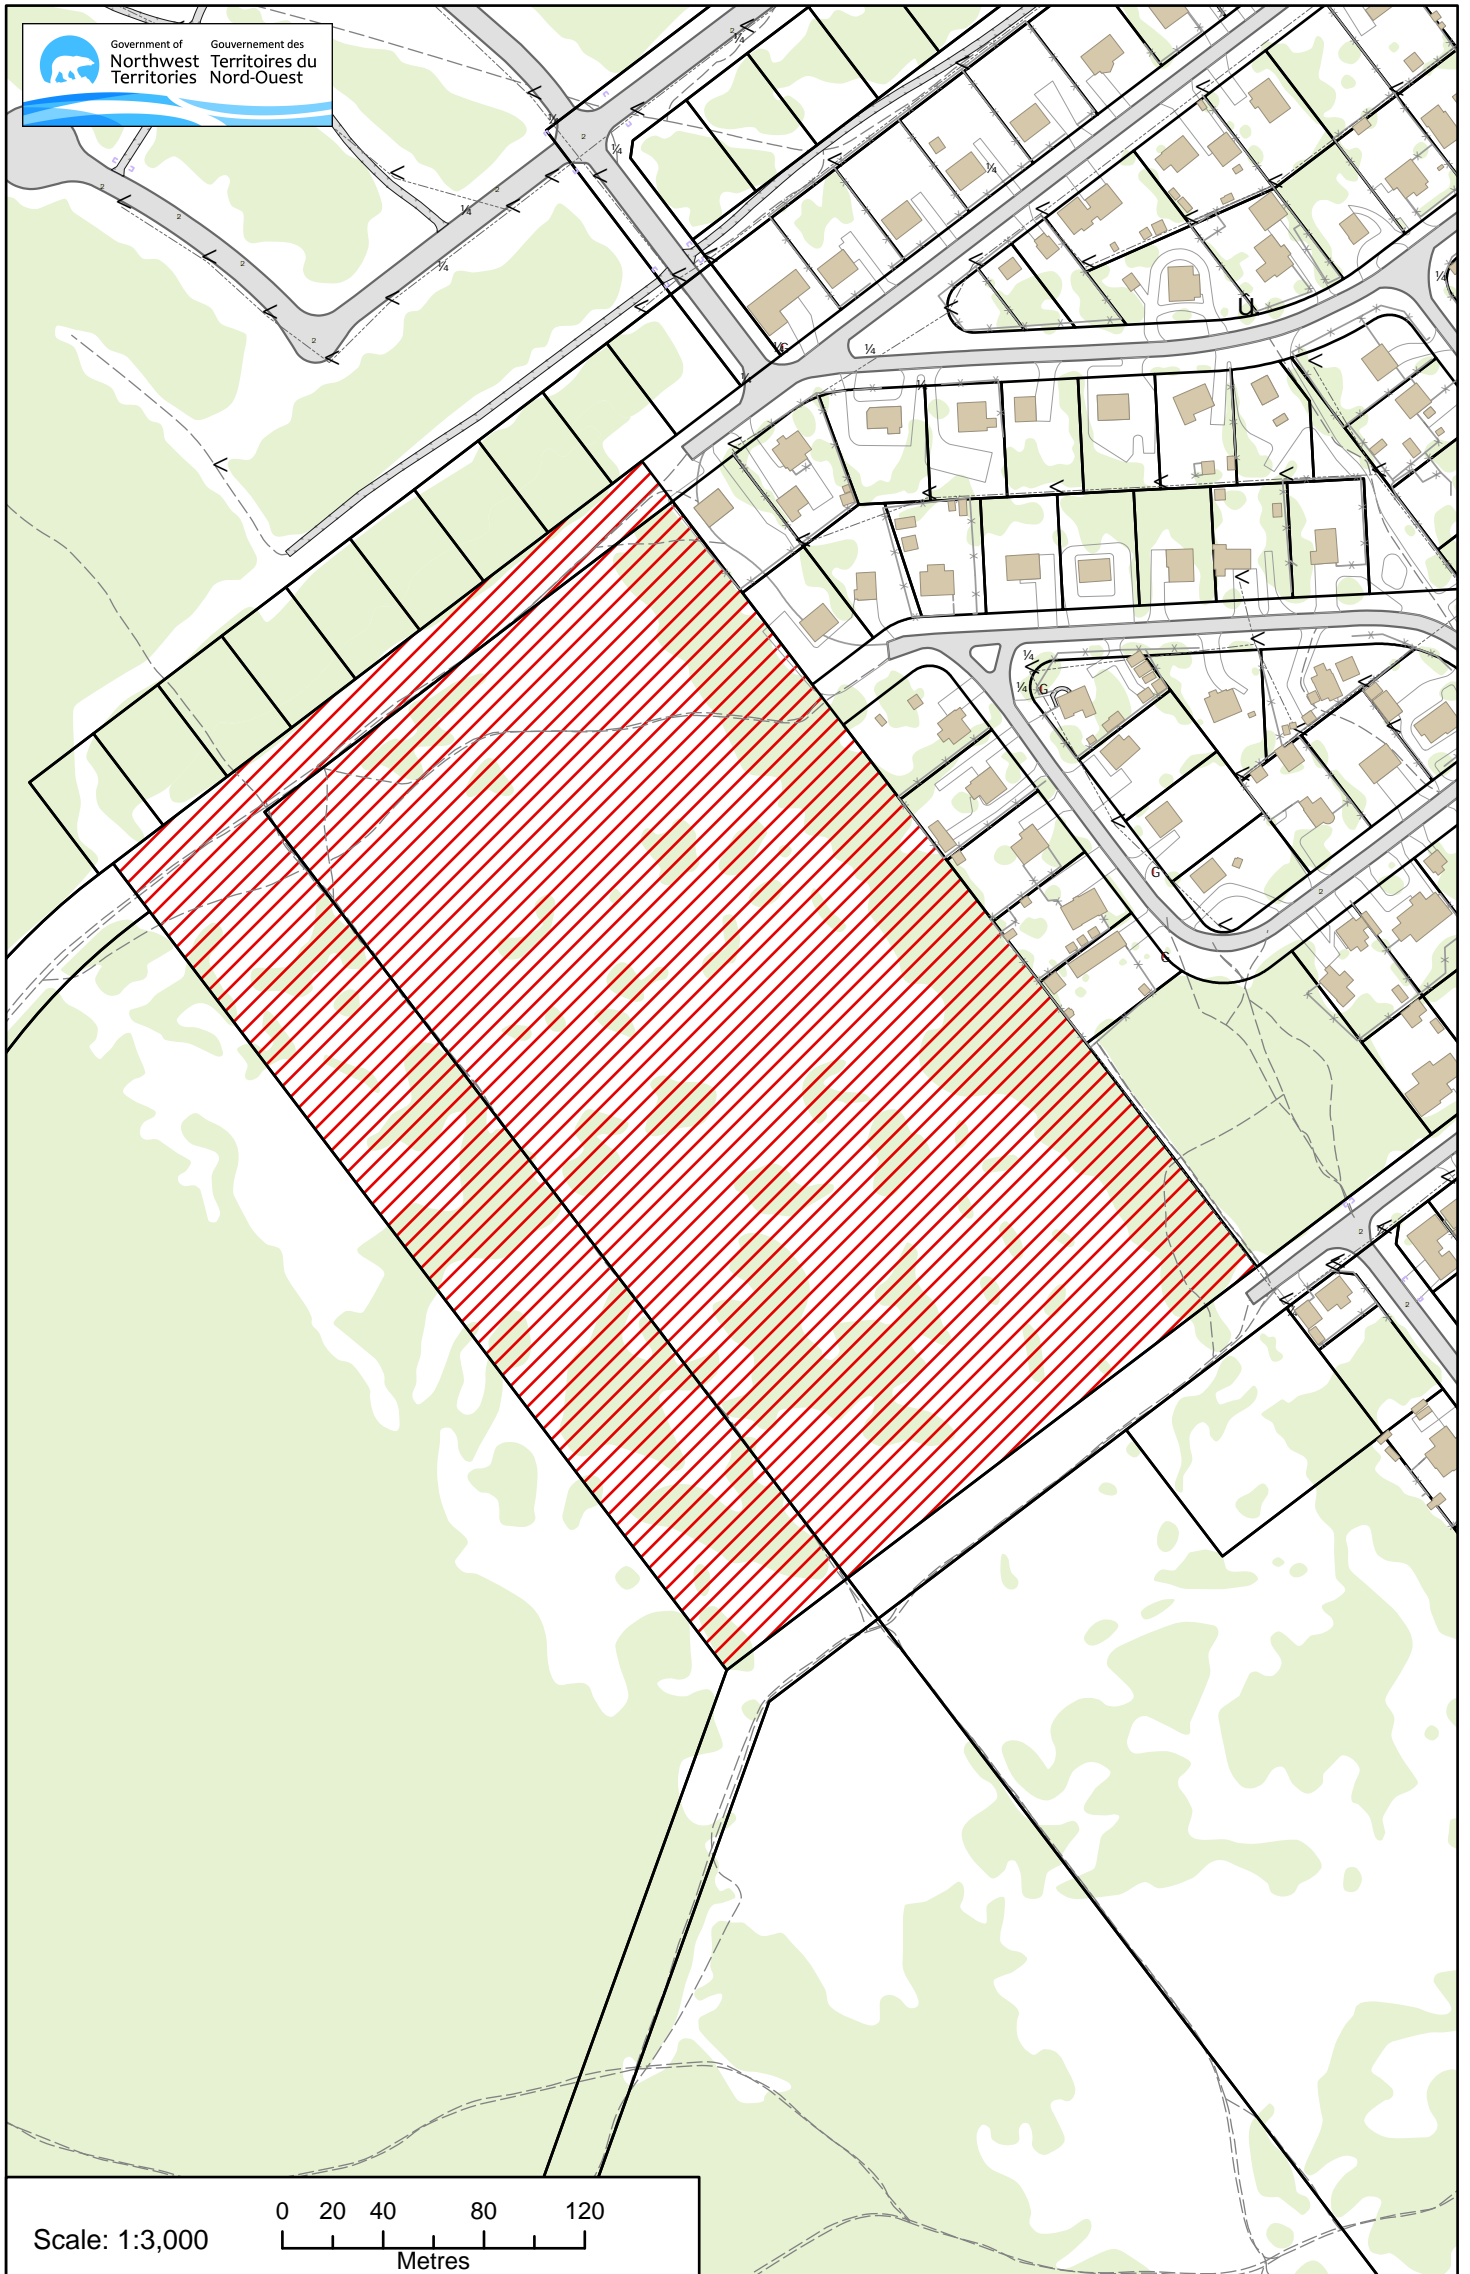 Government of
Northwest
Territories
Gouvernement des
Territoires du
Nord-Ouest
Û
G
G
G
G
Scale: 1:3,000
0 20 40 80 120
Metres